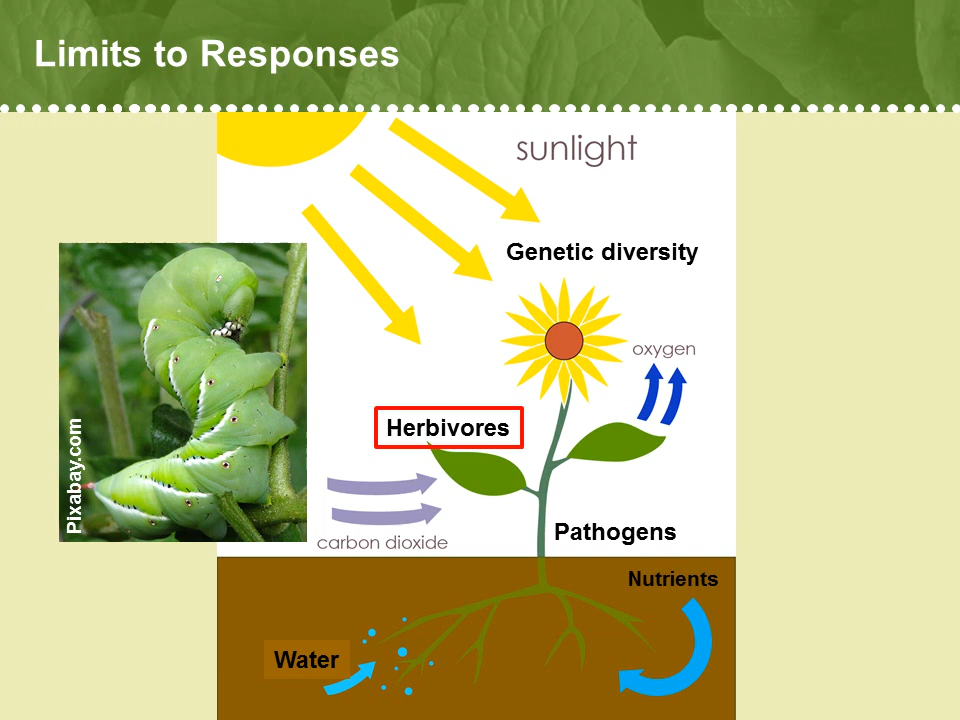 Limits to Responses
sunlight
Genetic diversity
oxygen
Herbivores
Pixabay.com
carbon dioxide
Pathogens
Nutrients
Water